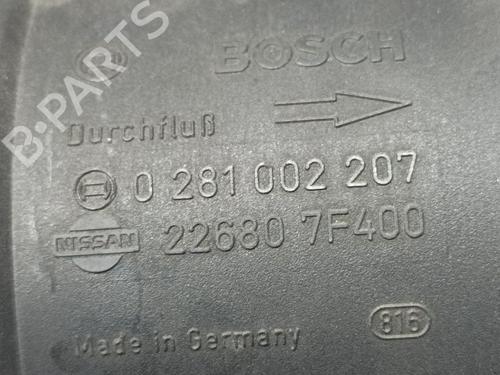 BOSCH
Durchfluß
0 281 002 207
NISSAN 22680 7F400
Made in Germany 816
B-PARTS